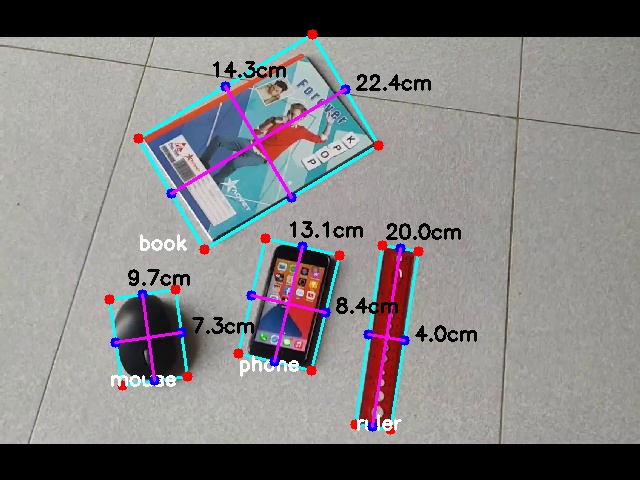 14.3cm
22.4cm
Forever
K
P O P
book
13.1cm
20.0cm
9.7cm
7.3cm
8.4cm
4.0cm
phone
mouse
ruler